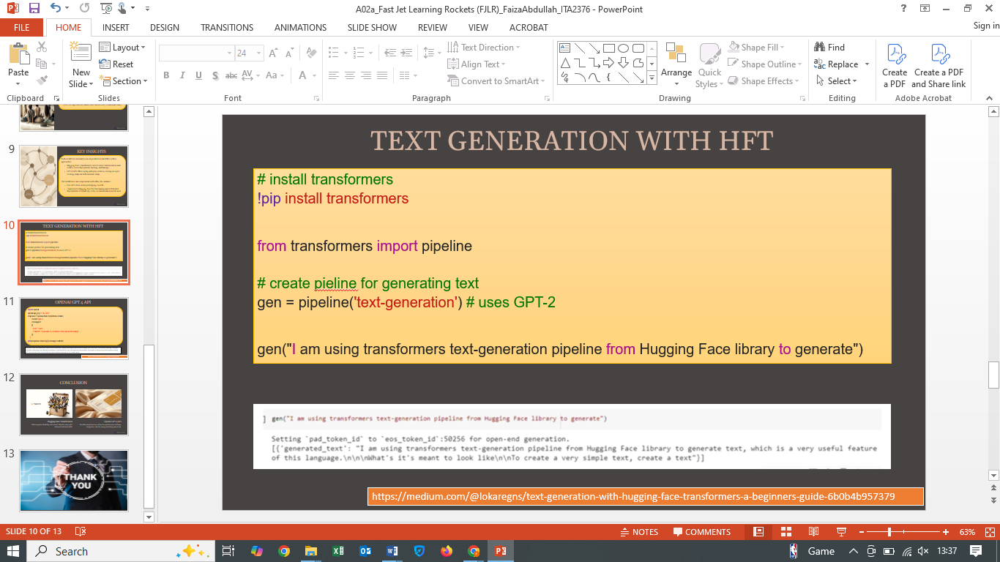 A02a_Fast Jet Learning Rockets (FJLR)_FaizaAbdullah_ITA2376 - PowerPoint
FILE HOME INSERT DESIGN TRANSITIONS ANIMATIONS SLIDE SHOW REVIEW VIEW ACROBAT Sign in
Paste
Clipboard
New Slide
Layout
Reset
Section
Slides
24
B I U S abc AV Aa A
Font
Text Direction
Align Text
Convert to SmartArt
Paragraph
Arrange
Quick Styles
Shape Fill
Shape Outline
Shape Effects
Drawing
Find
Replace
Select
Editing
Create a PDF
Create a PDF and Share link
Adobe Acrobat
9
KEY INSIGHTS
10
TEXT GENERATION WITH HFT
11
OPENAI GPT 4 API
12
CONCLUSION
13
THANK YOU
TEXT GENERATION WITH HFT
# install transformers
!pip install transformers
from transformers import pipeline
# create pieline for generating text
gen = pipeline('text-generation') # uses GPT-2
gen("I am using transformers text-generation pipeline from Hugging Face library to generate")
] gen("I am using transformers text-generation pipeline from Hugging Face library to generate")
Setting `pad_token_id` to `eos_token_id`:50256 for open-end generation.
[{'generated_text': "I am using transformers text-generation pipeline from Hugging Face library to generate text, which is a very useful feature
of this language.\n\n\nWhat's it's meant to look like\n\nTo create a very simple text, create a text"}]
https://medium.com/@lokaregns/text-generation-with-hugging-face-transformers-a-beginners-guide-6b0b4b957379
SLIDE 10 OF 13 NOTES COMMENTS 63%
Search Game 13:37